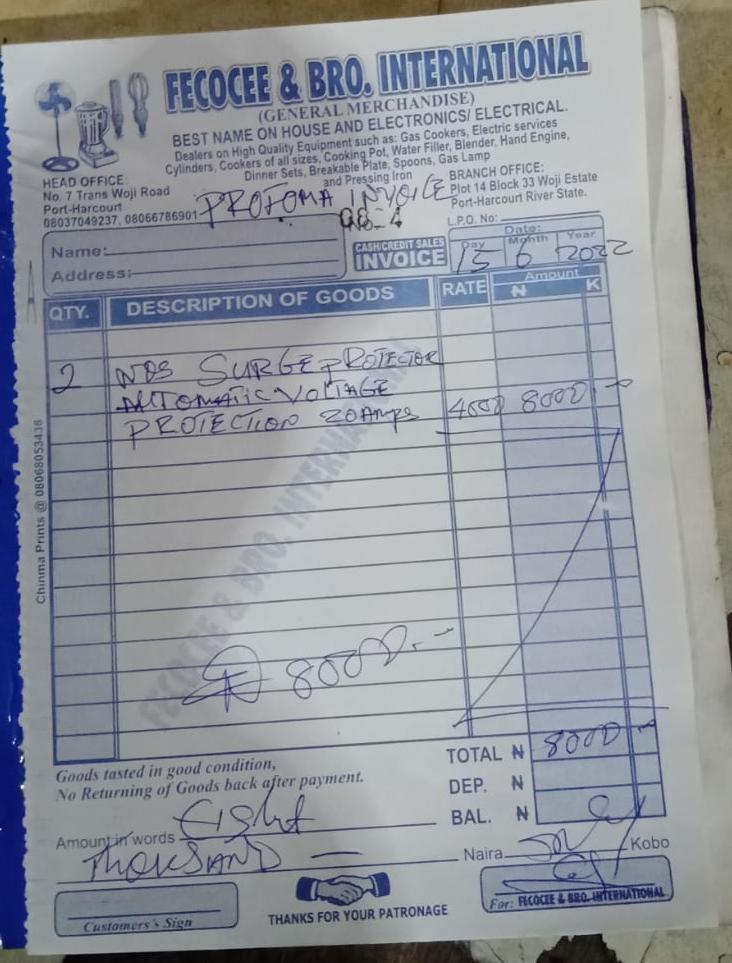 FECOCEE & BRO. INTERNATIONAL
(GENERAL MERCHANDISE)
BEST NAME ON HOUSE AND ELECTRONICS/ ELECTRICAL.
Dealers on High Quality Equipment such as: Gas Cookers, Electric services
Cylinders, Cookers of all sizes, Cooking Pot, Water Filler, Blender, Hand Engine,
Dinner Sets, Breakable Plate, Spoons, Gas Lamp
and Pressing Iron
HEAD OFFICE:
No. 7 Trans Woji Road
Port-Harcourt
08037049237, 08066786901
BRANCH OFFICE:
Plot 14 Block 33 Woji Estate
Port-Harcourt River State.
PROFOMA INVOICE
L.P.O. No:
Name:
Address:
CASH/CREDIT SALES
INVOICE
Date:
Day Month Year
15 6 2022
QTY. DESCRIPTION OF GOODS RATE Amount
₦ K
2 NOS SURGE PROTECTOR
AUTOMATIC VOLTAGE
PROTECTION 20Amps 4000 8000
FECOCEE & BRO. INTERNATIONAL
8000
Chinma Prints @ 08068053438
TOTAL ₦ 8000
DEP. ₦
BAL. ₦
Goods tasted in good condition,
No Returning of Goods back after payment.
Amount in words Eight
THOUSAND Naira Kobo
Customers's Sign
THANKS FOR YOUR PATRONAGE
For: FECOCEE & BRO. INTERNATIONAL